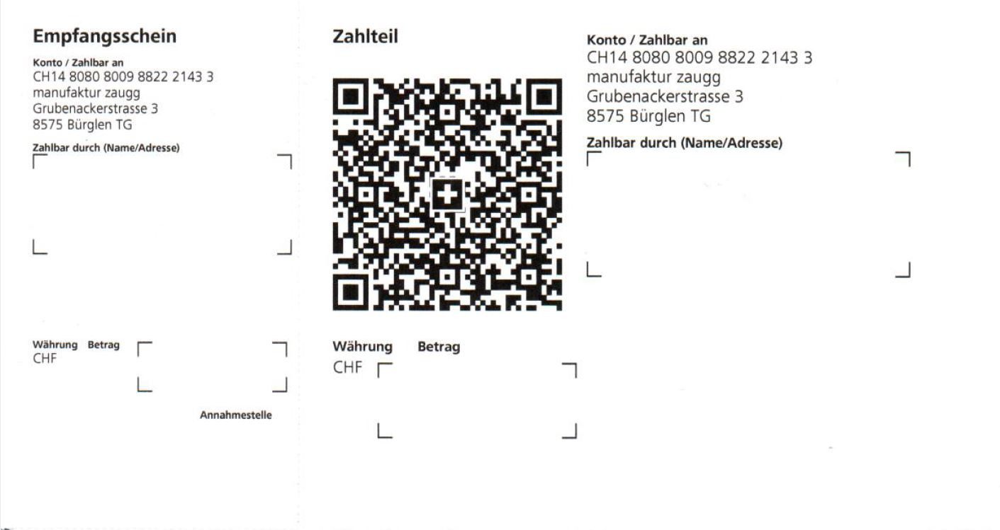 Empfangsschein
Konto / Zahlbar an
CH14 8080 8009 8822 2143 3
manufaktur zaugg
Grubenackerstrasse 3
8575 Bürglen TG
Zahlbar durch (Name/Adresse)
Währung Betrag
CHF
Annahmestelle
Zahlteil
Währung Betrag
CHF
Konto / Zahlbar an
CH14 8080 8009 8822 2143 3
manufaktur zaugg
Grubenackerstrasse 3
8575 Bürglen TG
Zahlbar durch (Name/Adresse)